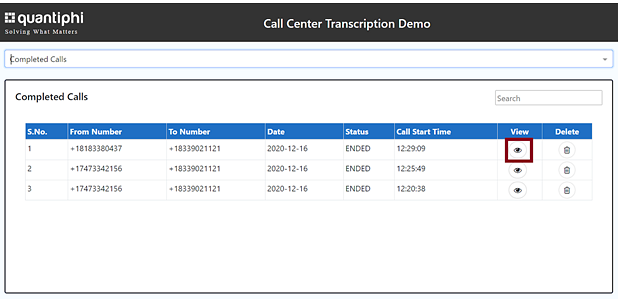 quantiphi
Solving What Matters
Call Center Transcription Demo
Completed Calls
Completed Calls
Search
S.No. From Number To Number Date Status Call Start Time View Delete
1 +18183380437 +18339021121 2020-12-16 ENDED 12:29:09
2 +17473342156 +18339021121 2020-12-16 ENDED 12:25:49
3 +17473342156 +18339021121 2020-12-16 ENDED 12:20:38